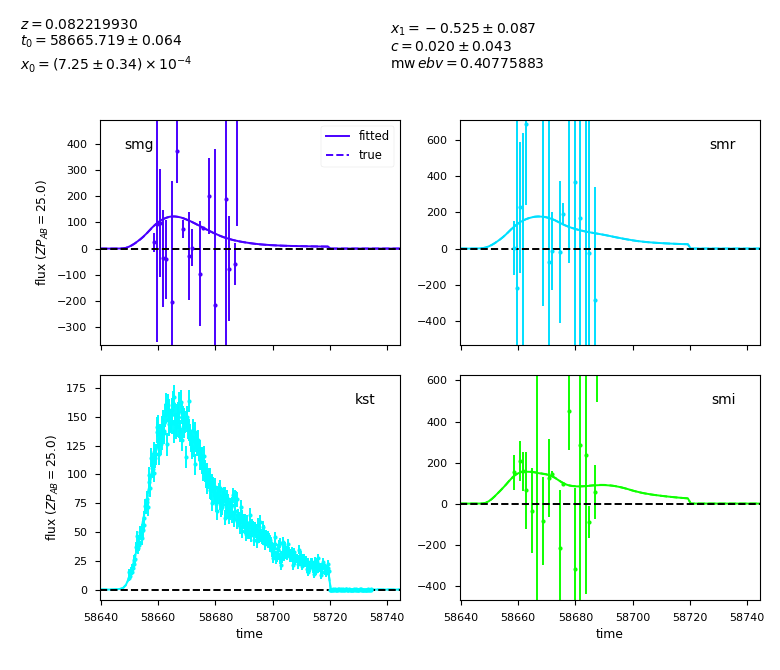 z = 0.082219930
t₀ = 58665.719 ± 0.064
x₀ = (7.25 ± 0.34) × 10⁻⁴
x₁ = −0.525 ± 0.087
c = 0.020 ± 0.043
mw ebv = 0.40775883
smg
fitted
true
400
300
200
100
0
−100
−200
−300
flux (ZP_AB = 25.0)
smr
600
400
200
0
−200
−400
kst
175
150
125
100
75
50
25
0
flux (ZP_AB = 25.0)
58640 58660 58680 58700 58720 58740
time
smi
600
400
200
0
−200
−400
58640 58660 58680 58700 58720 58740
time